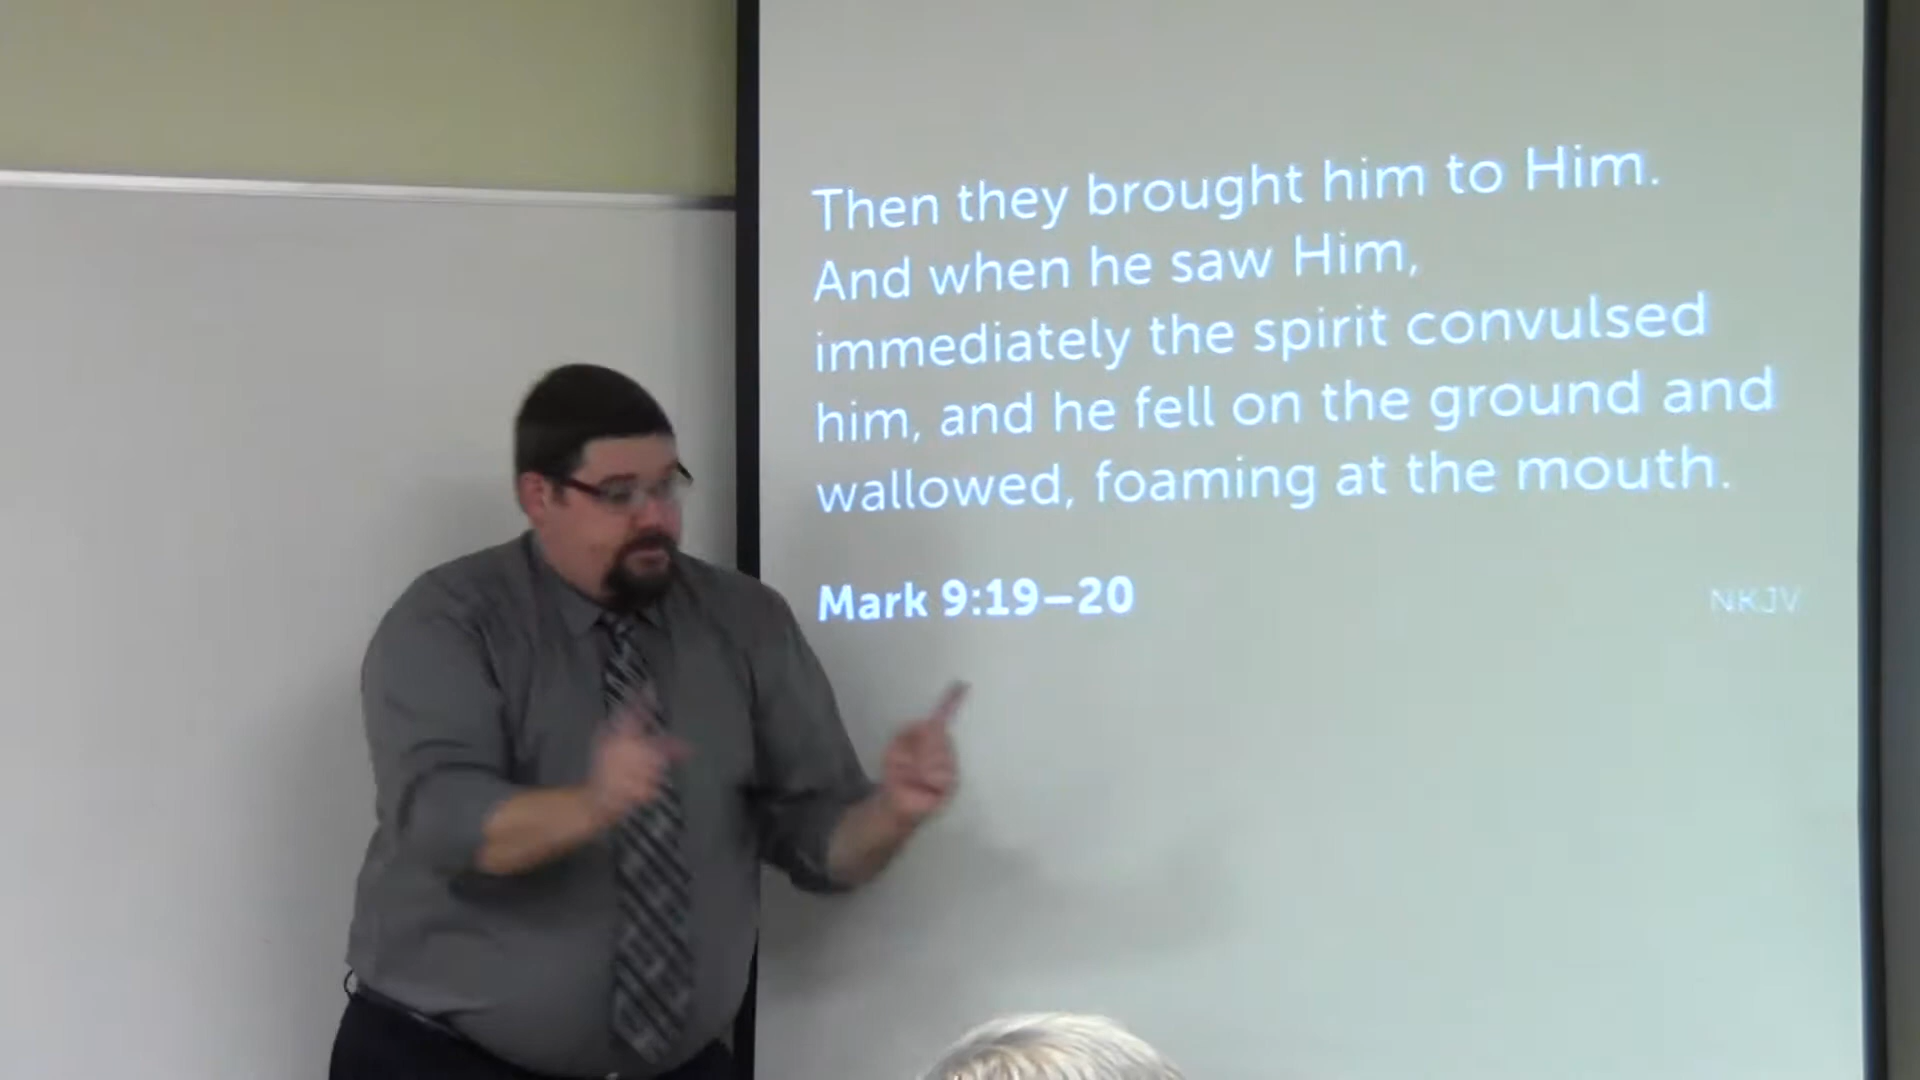 Then they brought him to Him.
And when he saw Him,
immediately the spirit convulsed
him, and he fell on the ground and
wallowed, foaming at the mouth.
Mark 9:19–20
NKJV